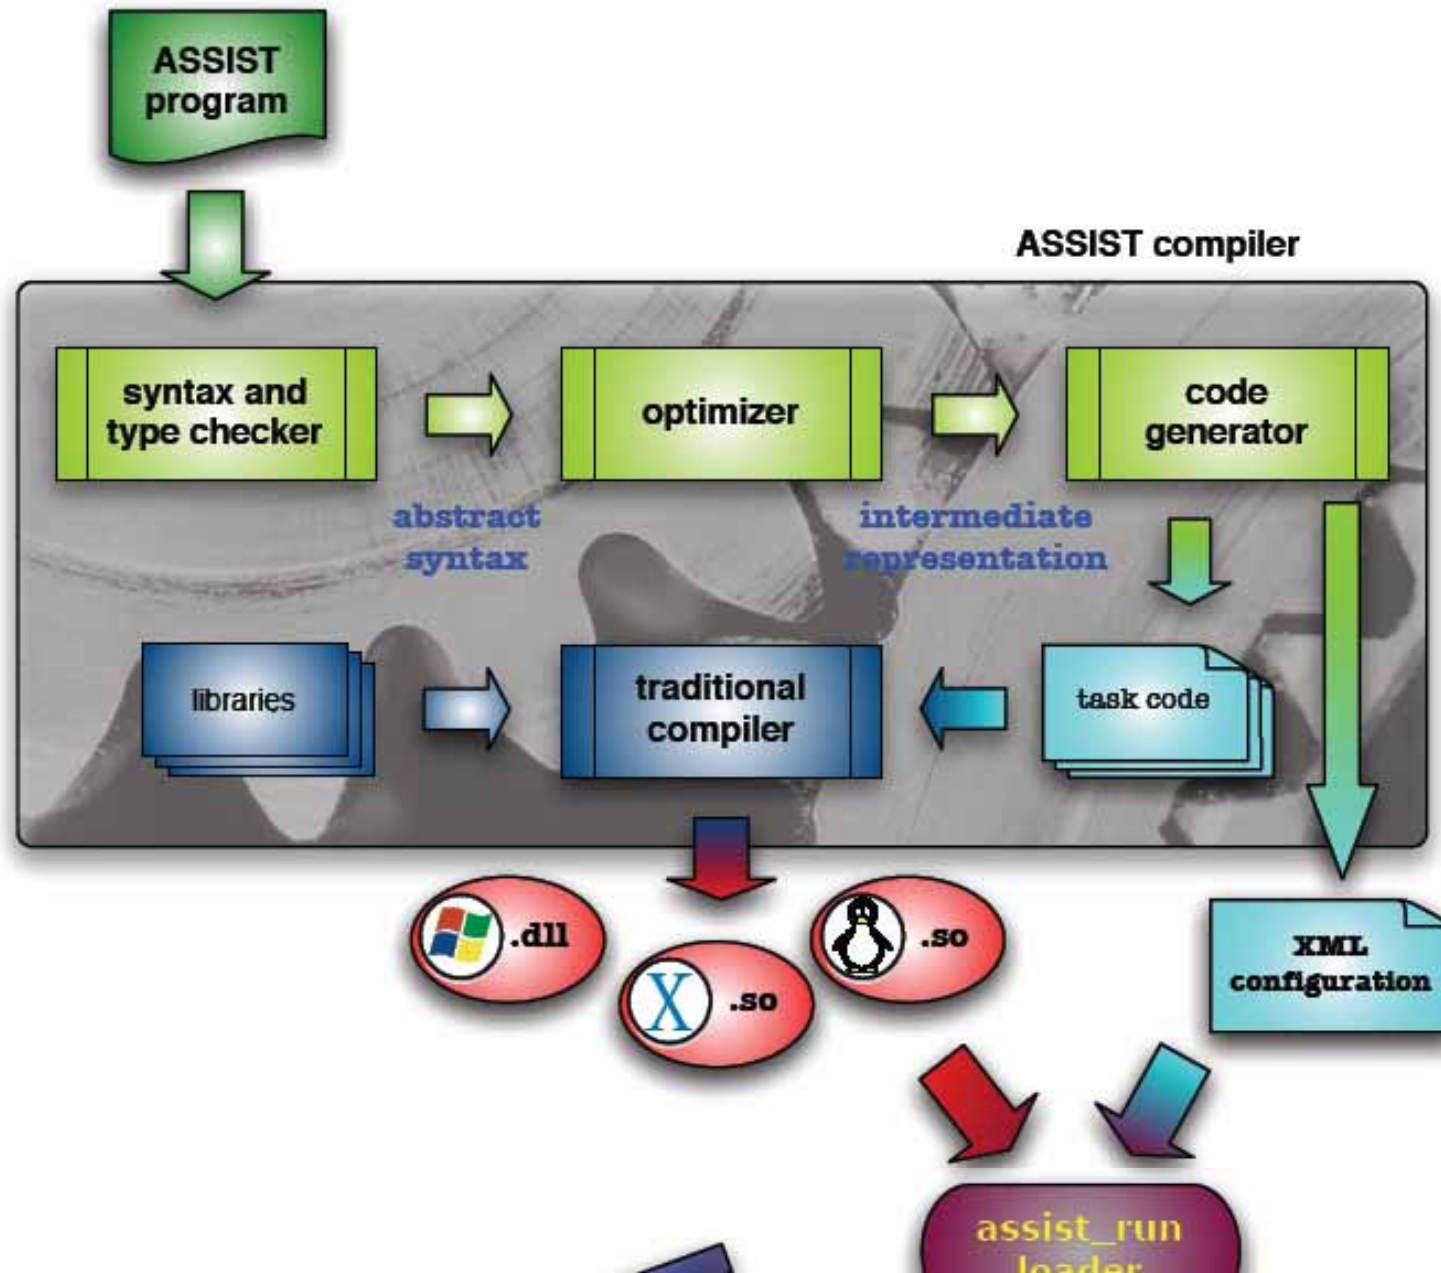 ASSIST
program
ASSIST compiler
syntax and
type checker
optimizer
code
generator
abstract
syntax
intermediate
representation
libraries
traditional
compiler
task code
.dll
.so
X
.so
XML
configuration
assist_run
loader